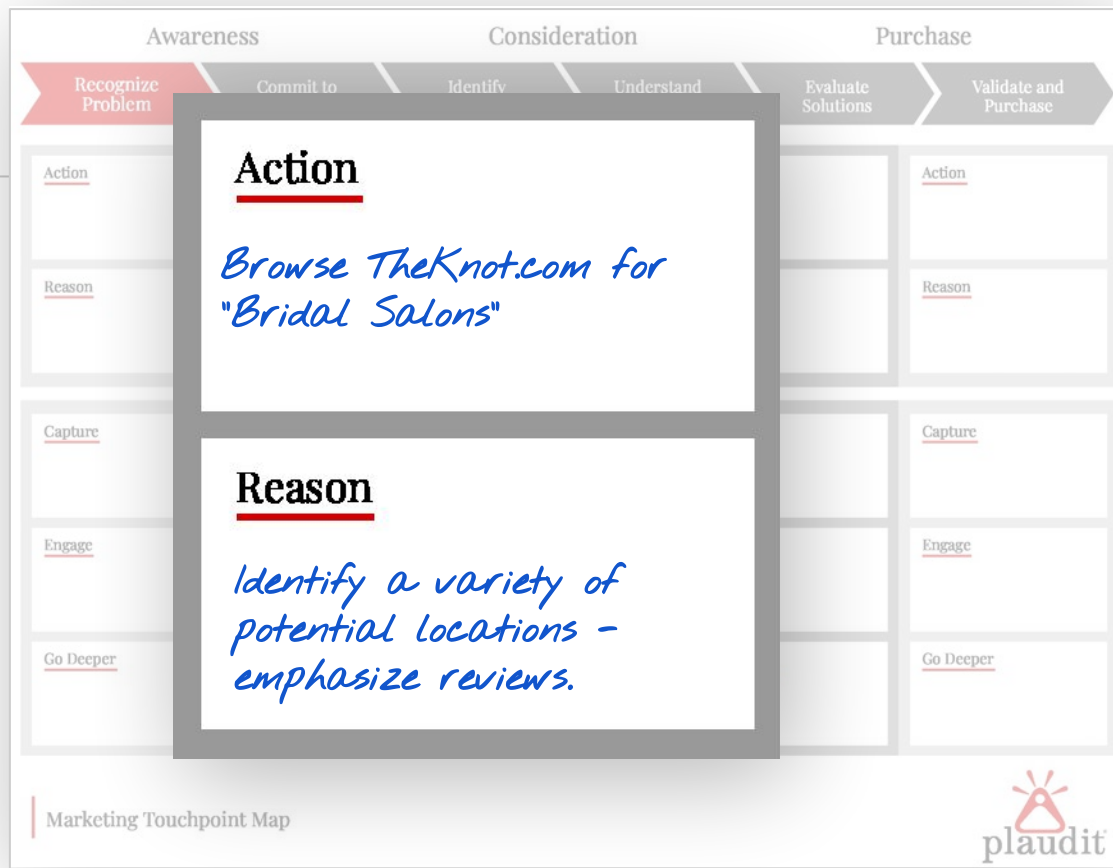 Awareness
Consideration
Purchase
Recognize
Problem
Commit to
Identify
Understand
Evaluate
Solutions
Validate and
Purchase
Action
Reason
Capture
Engage
Go Deeper
Action
Browse TheKnot.com for
"Bridal Salons"
Reason
Identify a variety of
potential locations -
emphasize reviews.
Action
Reason
Capture
Engage
Go Deeper
Marketing Touchpoint Map
plaudit